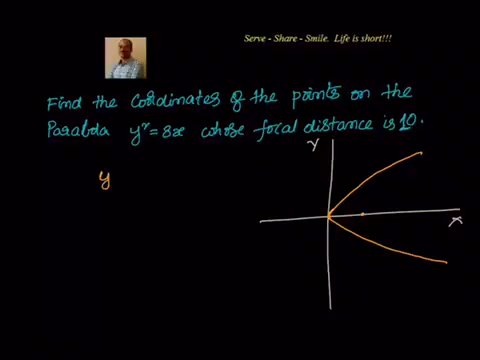 Serve - Share - Smile. Life is short!!!
Find the coordinates of the points on the
Parabola y² = 8x whose focal distance is 10.
Y
y
X